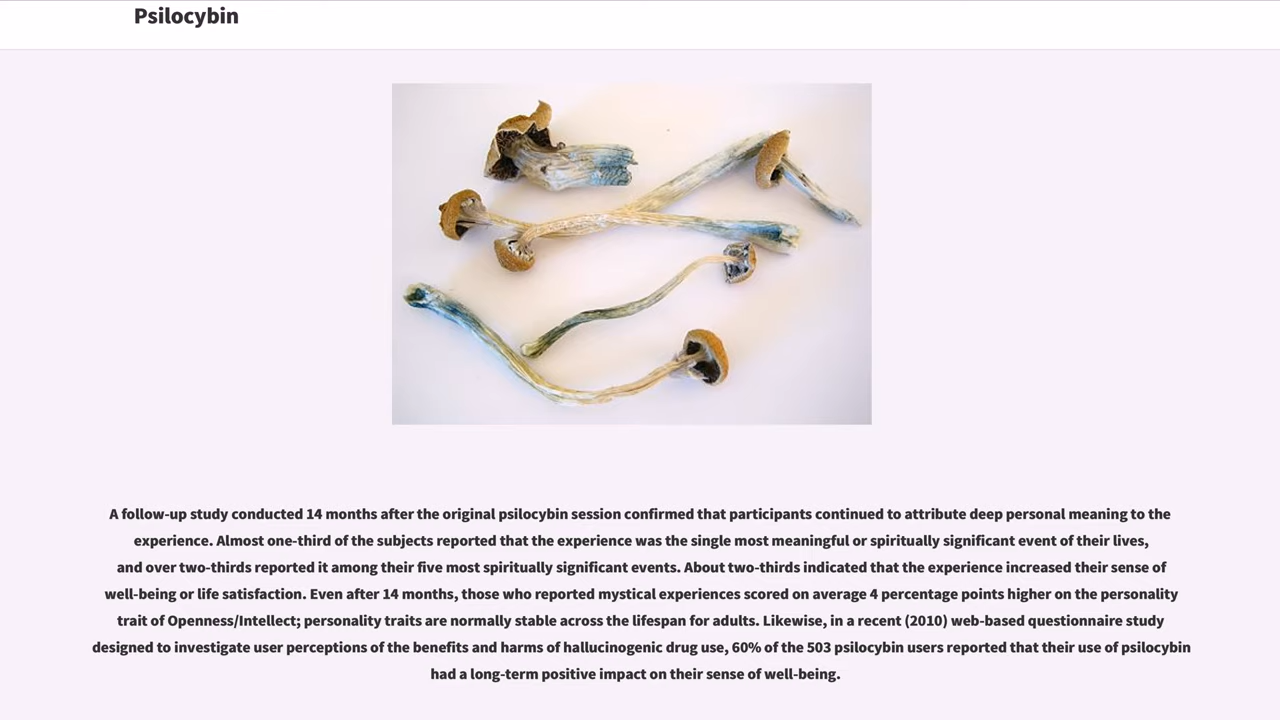 Psilocybin
A follow-up study conducted 14 months after the original psilocybin session confirmed that participants continued to attribute deep personal meaning to the
experience. Almost one-third of the subjects reported that the experience was the single most meaningful or spiritually significant event of their lives,
and over two-thirds reported it among their five most spiritually significant events. About two-thirds indicated that the experience increased their sense of
well-being or life satisfaction. Even after 14 months, those who reported mystical experiences scored on average 4 percentage points higher on the personality
trait of Openness/Intellect; personality traits are normally stable across the lifespan for adults. Likewise, in a recent (2010) web-based questionnaire study
designed to investigate user perceptions of the benefits and harms of hallucinogenic drug use, 60% of the 503 psilocybin users reported that their use of psilocybin
had a long-term positive impact on their sense of well-being.